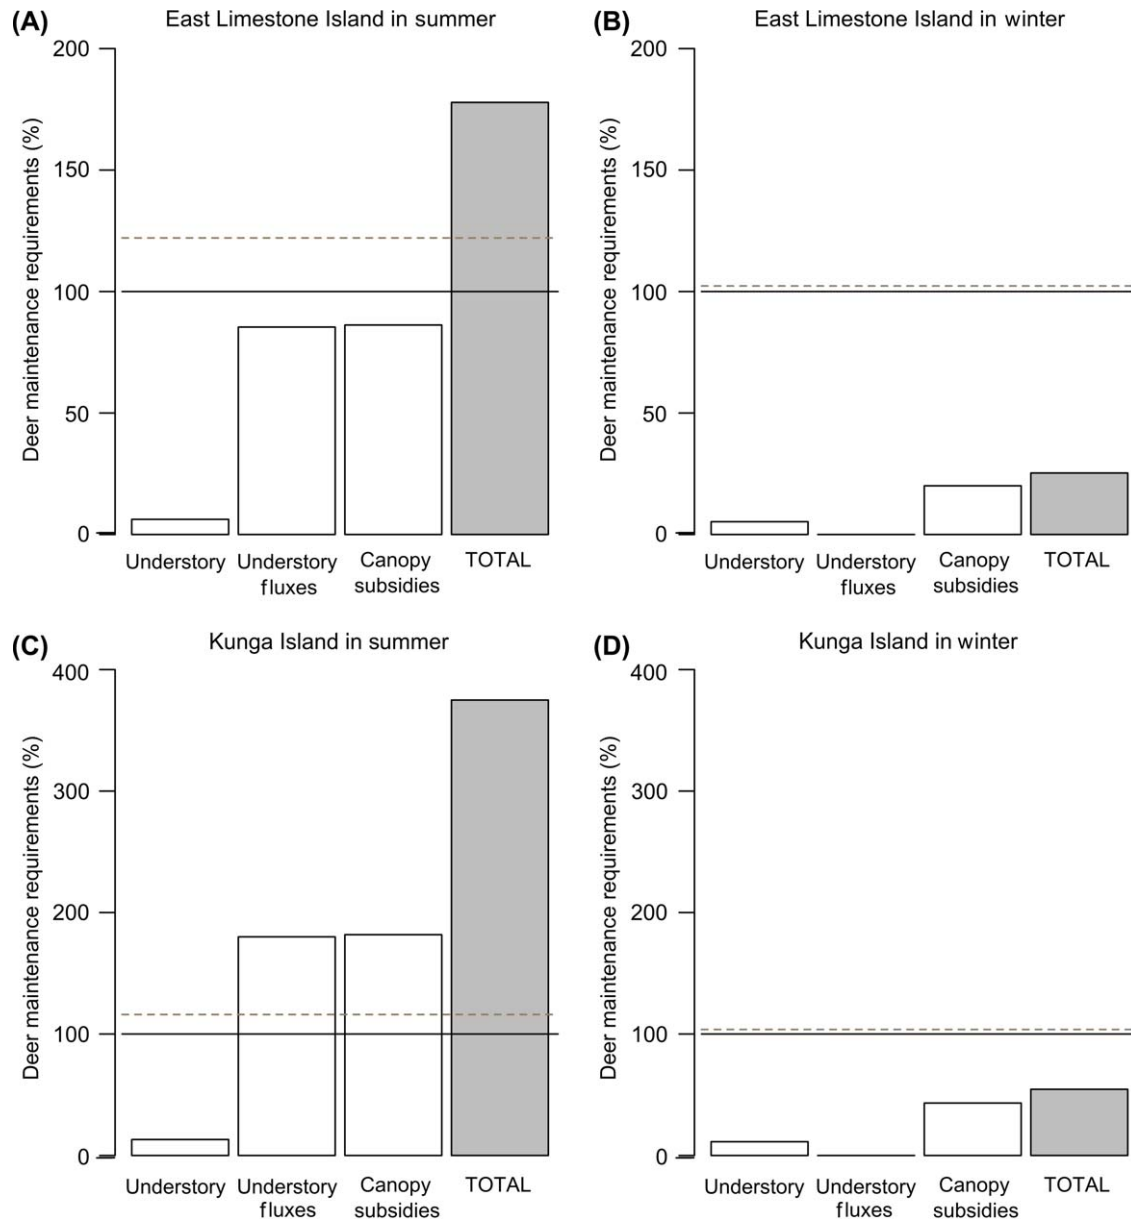 (A) East Limestone Island in summer
Deer maintenance requirements (%)
200
150
100
50
0
Understory
Understory fluxes
Canopy subsidies
TOTAL
(B) East Limestone Island in winter
Deer maintenance requirements (%)
200
150
100
50
0
Understory
Understory fluxes
Canopy subsidies
TOTAL
(C) Kunga Island in summer
Deer maintenance requirements (%)
400
300
200
100
0
Understory
Understory fluxes
Canopy subsidies
TOTAL
(D) Kunga Island in winter
Deer maintenance requirements (%)
400
300
200
100
0
Understory
Understory fluxes
Canopy subsidies
TOTAL